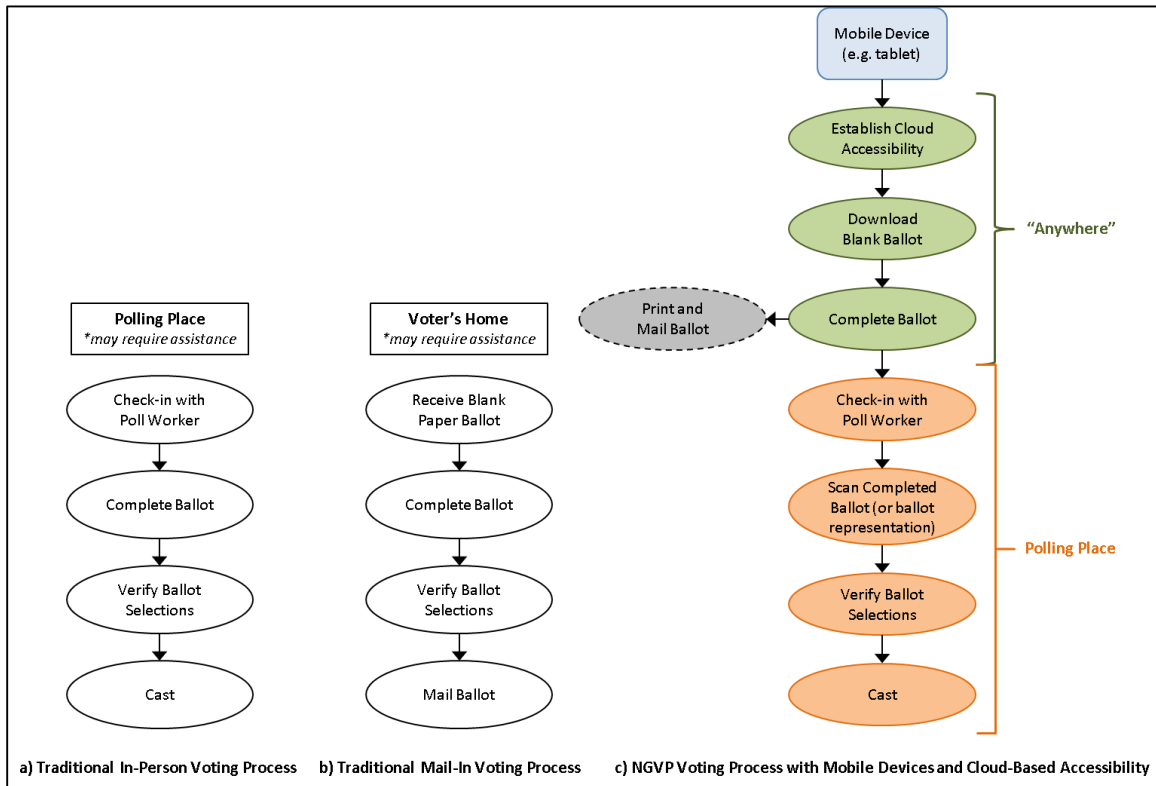 Mobile Device
(e.g. tablet)
Establish Cloud
Accessibility
Download
Blank Ballot
"Anywhere"
Complete Ballot
Print and
Mail Ballot
Polling Place
*may require assistance
Check-in with
Poll Worker
Complete Ballot
Verify Ballot
Selections
Cast
Voter's Home
*may require assistance
Receive Blank
Paper Ballot
Complete Ballot
Verify Ballot
Selections
Mail Ballot
Check-in with
Poll Worker
Scan Completed
Ballot (or ballot
representation)
Polling Place
Verify Ballot
Selections
Cast
a) Traditional In-Person Voting Process
b) Traditional Mail-In Voting Process
c) NGVP Voting Process with Mobile Devices and Cloud-Based Accessibility